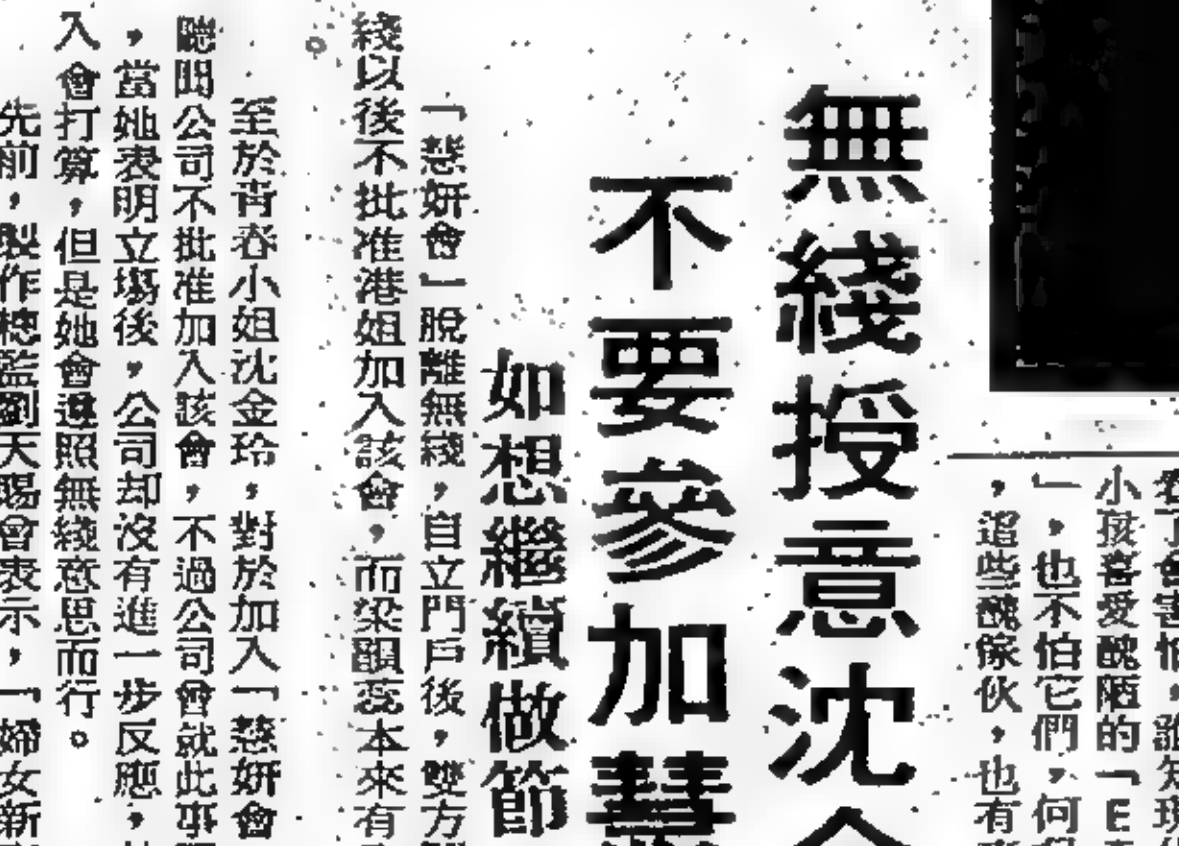 小孩喜愛醜陋的「E
」,也不怕它們,何
,這些醜傢伙,也有
無綫授意沈
不要參加慧
如想繼續做節
「慧妍會」脫離無綫,自立門戶後,雙方
綫以後不批准港姐加入該會,而梁韻蕊本來有
。
至於青春小姐沈金玲,對於加入「慧妍會
聽聞公司不批准加入該會,不過公司會就此事
,當她表明立場後,公司却沒有進一步反應,
入會打算,但是她會遵照無綫意思而行。
先前,製作總監劉天賜會表示,「婦女新